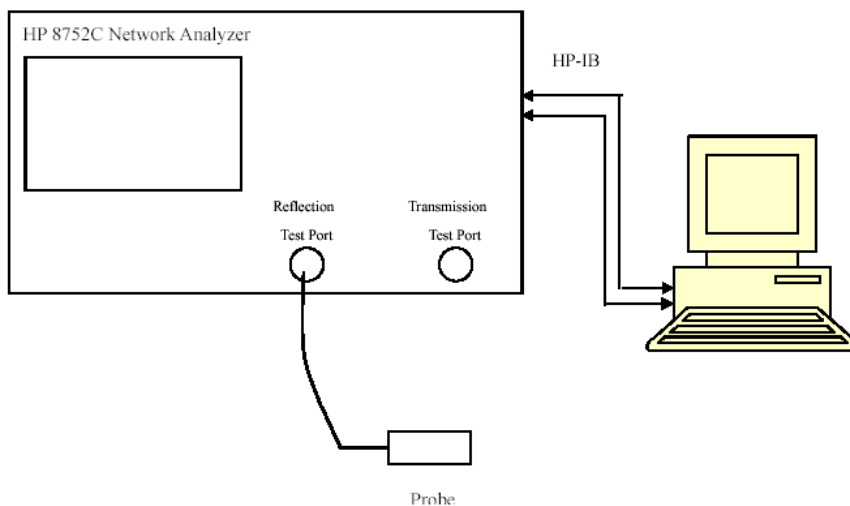 HP 8752C Network Analyzer
HP-IB
Reflection
Test Port
Transmission
Test Port
Probe